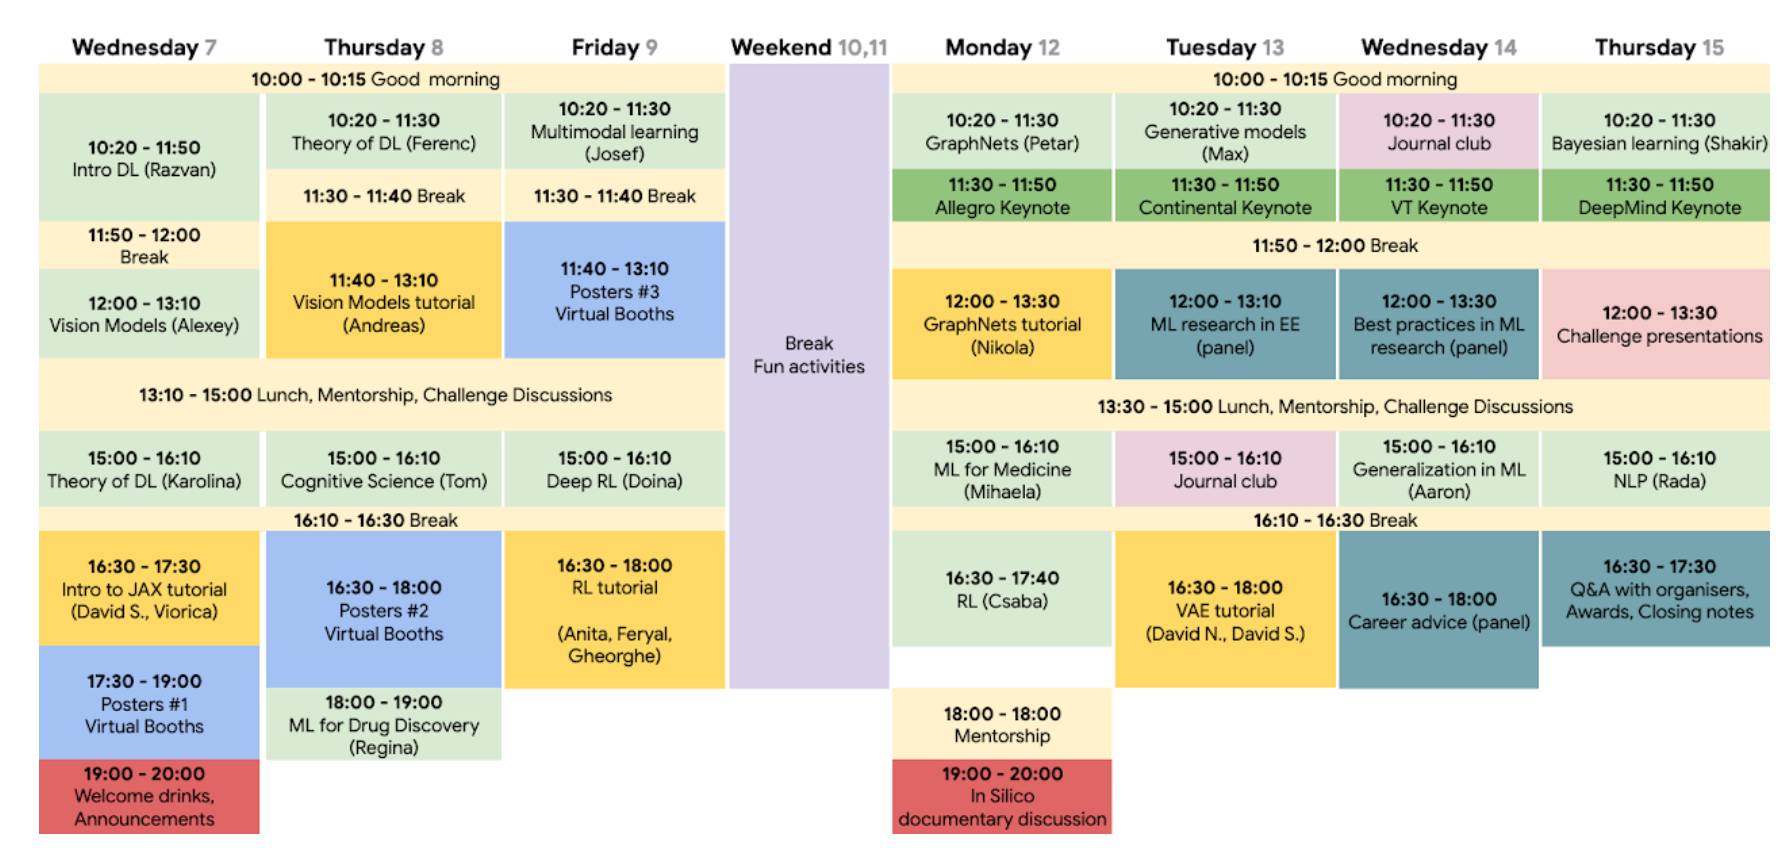 Wednesday 7
Thursday 8
Friday 9
Weekend 10,11
Monday 12
Tuesday 13
Wednesday 14
Thursday 15
10:00 - 10:15 Good morning
10:00 - 10:15 Good morning
10:20 - 11:50
Intro DL (Razvan)
11:50 - 12:00
Break
12:00 - 13:10
Vision Models (Alexey)
10:20 - 11:30
Theory of DL (Ferenc)
11:30 - 11:40 Break
11:40 - 13:10
Vision Models tutorial
(Andreas)
10:20 - 11:30
Multimodal learning
(Josef)
11:30 - 11:40 Break
11:40 - 13:10
Posters #3
Virtual Booths
13:10 - 15:00 Lunch, Mentorship, Challenge Discussions
15:00 - 16:10
Theory of DL (Karolina)
15:00 - 16:10
Cognitive Science (Tom)
15:00 - 16:10
Deep RL (Doina)
16:10 - 16:30 Break
16:30 - 17:30
Intro to JAX tutorial
(David S., Viorica)
17:30 - 19:00
Posters #1
Virtual Booths
19:00 - 20:00
Welcome drinks,
Announcements
16:30 - 18:00
Posters #2
Virtual Booths
18:00 - 19:00
ML for Drug Discovery
(Regina)
16:30 - 18:00
RL tutorial
(Anita, Feryal,
Gheorghe)
Break
Fun activities
10:20 - 11:30
GraphNets (Petar)
11:30 - 11:50
Allegro Keynote
10:20 - 11:30
Generative models
(Max)
11:30 - 11:50
Continental Keynote
10:20 - 11:30
Journal club
11:30 - 11:50
VT Keynote
10:20 - 11:30
Bayesian learning (Shakir)
11:30 - 11:50
DeepMind Keynote
11:50 - 12:00 Break
12:00 - 13:30
GraphNets tutorial
(Nikola)
12:00 - 13:10
ML research in EE
(panel)
12:00 - 13:30
Best practices in ML
research (panel)
12:00 - 13:30
Challenge presentations
13:30 - 15:00 Lunch, Mentorship, Challenge Discussions
15:00 - 16:10
ML for Medicine
(Mihaela)
15:00 - 16:10
Journal club
15:00 - 16:10
Generalization in ML
(Aaron)
15:00 - 16:10
NLP (Rada)
16:10 - 16:30 Break
16:30 - 17:40
RL (Csaba)
18:00 - 18:00
Mentorship
19:00 - 20:00
In Silico
documentary discussion
16:30 - 18:00
VAE tutorial
(David N., David S.)
16:30 - 18:00
Career advice (panel)
16:30 - 17:30
Q&A with organisers,
Awards, Closing notes